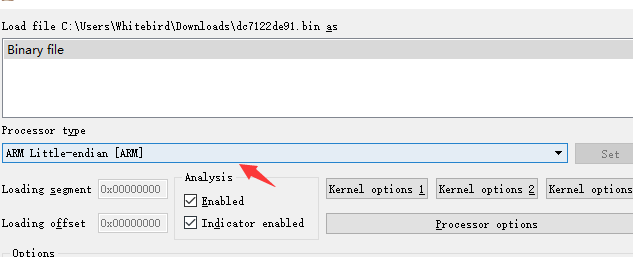 Load file C:\Users\Whitebird\Downloads\dc7122de91.bin as
Binary file
Processor type
ARM Little-endian [ARM]
Set
Analysis
Loading segment 0x00000000
Enabled
Kernel options 1
Kernel options 2
Kernel options
Loading offset 0x00000000
Indicator enabled
Processor options
Options